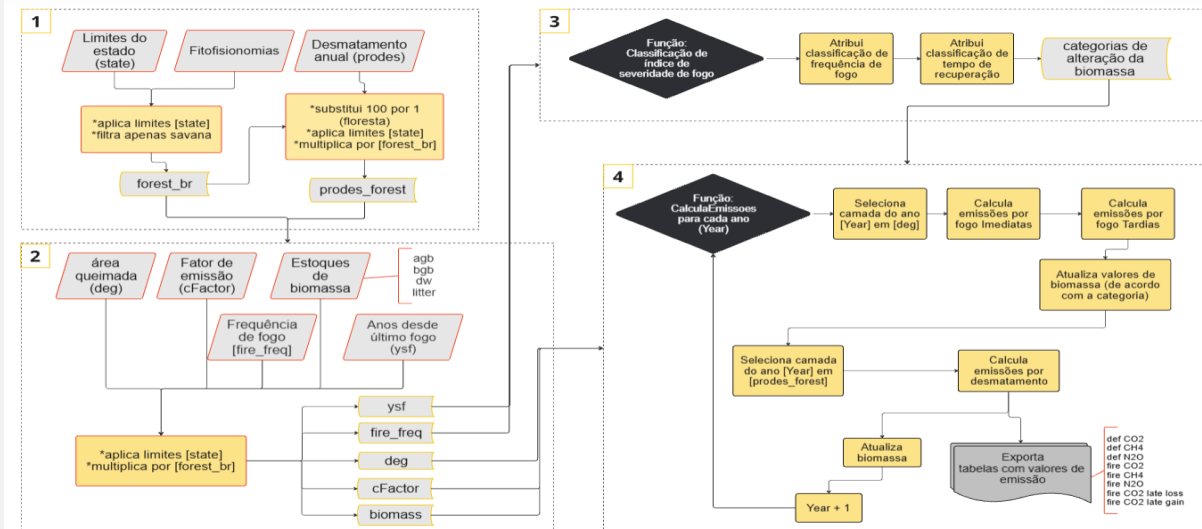 1
Limites do
estado
(state)
Fitofisionomias
Desmatamento
anual (prodes)
*aplica limites [state]
*filtra apenas savana
*substitui 100 por 1
(floresta)
*aplica limites [state]
*multiplica por [forest_br]
forest_br
prodes_forest
2
área
queimada
(deg)
Fator de
emissão
(cFactor)
Estoques
de
biomassa
agb
bgb
dw
litter
Frequência
de fogo
[fire_freq]
Anos desde
último fogo
(ysf)
*aplica limites [state]
*multiplica por [forest_br]
ysf
fire_freq
deg
cFactor
biomass
3
Função:
Classificação de
índice de
severidade de fogo
Atribui
classificação de
frequência de
fogo
Atribui
classificação de
tempo de
recuperação
categorias de
alteração da
biomassa
4
Função:
CalculaEmissoes
para cada ano
(Year)
Seleciona
camada do ano
[Year] em [deg]
Calcula
emissões por
fogo Imediatas
Calcula
emissões por
fogo Tardias
Atualiza valores de
biomassa (de acordo
com a categoria)
Seleciona camada
do ano [Year] em
[prodes_forest]
Calcula
emissões por
desmatamento
Atualiza
biomassa
Year + 1
Exporta
tabelas com valores de
emissão
def CO2
def CH4
def N2O
fire CO2
fire CH4
fire N2O
fire CO2 late loss
fire CO2 late gain